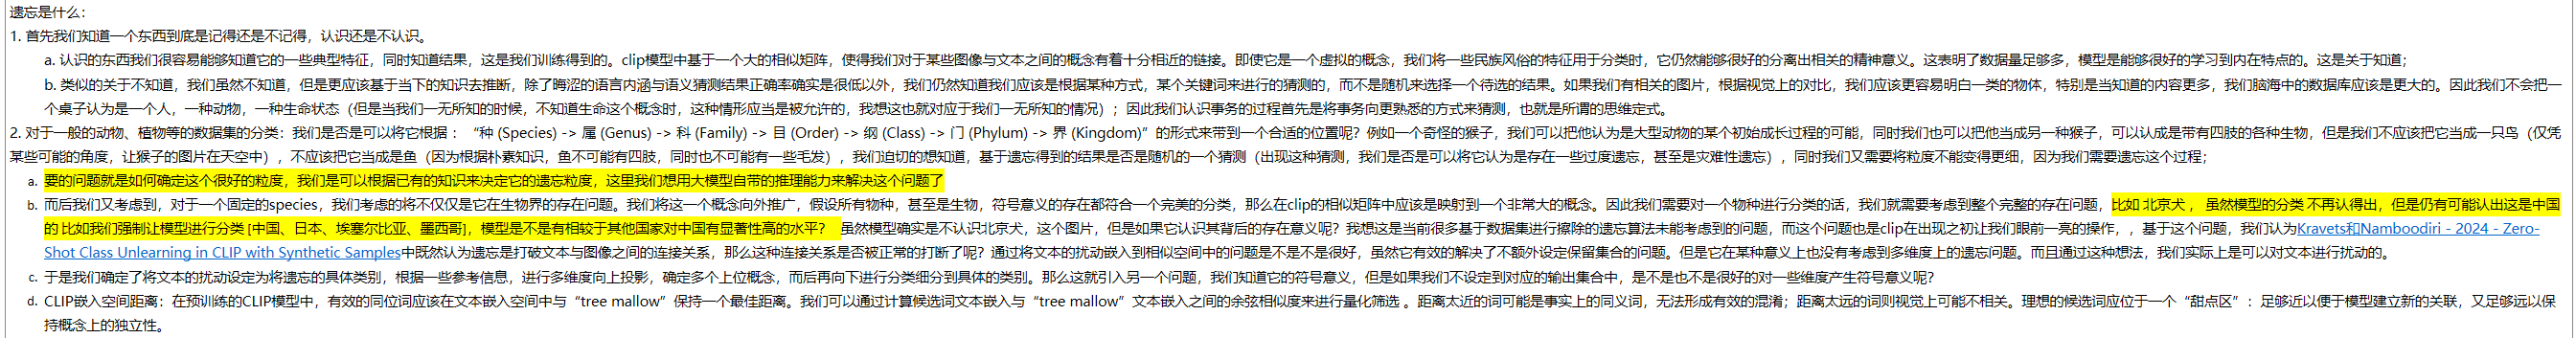 遗忘是什么：
1. 首先我们知道一个东西到底是记得还是不记得，认识还是不认识。
a. 认识的东西我们很容易能够知道它的一些典型特征，同时知道结果，这是我们训练得到的。clip模型中基于一个大的相似矩阵，使得我们对于某些图像与文本之间的概念有着十分相近的链接。即使它是一个虚拟的概念，我们将一些民族风俗的特征用于分类时，它仍然能够很好的分离出相关的精神意义。这表明了数据量足够多，模型是能够很好的学习到内在特点的。这是关于知道；
b. 类似的关于不知道，我们虽然不知道，但是更应该基于当下的知识去推断，除了晦涩的语言内涵与语义猜测结果正确率确实是很低以外，我们仍然知道我们应该是根据某种方式，某个关键词来进行的猜测的，而不是随机来选择一个待选的结果。如果我们有相关的图片，根据视觉上的对比，我们应该更容易明白一类的物体，特别是当知道的内容更多，我们脑海中的数据库应该是更大的。因此我们不会把一
个桌子认为是一个人，一种动物，一种生命状态（但是当我们一无所知的时候，不知道生命这个概念时，这种情形应当是被允许的，我想这也就对应于我们一无所知的情况）；因此我们认识事务的过程首先是将事务向更熟悉的方式来猜测，也就是所谓的思维定式。
2. 对于一般的动物、植物等的数据集的分类：我们是否是可以将它根据：“种 (Species) -> 属 (Genus) -> 科 (Family) -> 目 (Order) -> 纲 (Class) -> 门 (Phylum) -> 界 (Kingdom)”的形式来带到一个合适的位置呢？例如一个奇怪的猴子，我们可以把他认为是大型动物的某个初始成长过程的可能，同时我们也可以把他当成另一种猴子，可以认成是带有四肢的各种生物，但是我们不应该把它当成一只鸟（仅凭
某些可能的角度，让猴子的图片在天空中），不应该把它当成是鱼（因为根据朴素知识，鱼不可能有四肢，同时也不可能有一些毛发），我们迫切的想知道，基于遗忘得到的结果是否是随机的一个猜测（出现这种猜测，我们是否是可以将它认为是存在一些过度遗忘，甚至是灾难性遗忘），同时我们又需要将粒度不能变得更细，因为我们需要遗忘这个过程；
a. 要的问题就是如何确定这个很好的粒度，我们是可以根据已有的知识来决定它的遗忘粒度，这里我们想用大模型自带的推理能力来解决这个问题了
b. 而后我们又考虑到，对于一个固定的species，我们考虑的将不仅仅是它在生物界的存在问题。我们将这一个概念向外推广，假设所有物种，甚至是生物，符号意义的存在都符合一个完美的分类，那么在clip的相似矩阵中应该是映射到一个非常大的概念。因此我们需要对一个物种进行分类的话，我们就需要考虑到整个完整的存在问题，比如 北京犬， 虽然模型的分类 不再认得出，但是仍有可能认出这是中国
的 比如我们强制让模型进行分类 [中国、日本、埃塞尔比亚、墨西哥]，模型是不是有相较于其他国家对中国有显著性高的水平？ 虽然模型确实是不认识北京犬，这个图片，但是如果它认识其背后的存在意义呢？我想这是当前很多基于数据集进行擦除的遗忘算法未能考虑到的问题，而这个问题也是clip在出现之初让我们眼前一亮的操作，，基于这个问题，我们认为Kravets和Namboodiri - 2024 - Zero-
Shot Class Unlearning in CLIP with Synthetic Samples中既然认为遗忘是打破文本与图像之间的连接关系，那么这种连接关系是否被正常的打断了呢？通过将文本的扰动嵌入到相似空间中的问题是不是不是很好，虽然它有效的解决了不额外设定保留集合的问题。但是它在某种意义上也没有考虑到多维度上的遗忘问题。而且通过这种想法，我们实际上是可以对文本进行扰动的。
c. 于是我们确定了将文本的扰动设定为将遗忘的具体类别，根据一些参考信息，进行多维度向上投影，确定多个上位概念，而后再向下进行分类细分到具体的类别。那么这就引入另一个问题，我们知道它的符号意义，但是如果我们不设定到对应的输出集合中，是不是也不是很好的对一些维度产生符号意义呢？
d. CLIP嵌入空间距离：在预训练的CLIP模型中，有效的同位词应该在文本嵌入空间中与“tree mallow”保持一个最佳距离。我们可以通过计算候选词文本嵌入与“tree mallow”文本嵌入之间的余弦相似度来进行量化筛选 。距离太近的词可能是事实上的同义词，无法形成有效的混淆；距离太远的词则视觉上可能不相关。理想的候选词应位于一个“甜点区”：足够近以便于模型建立新的关联，又足够远以保
持概念上的独立性。